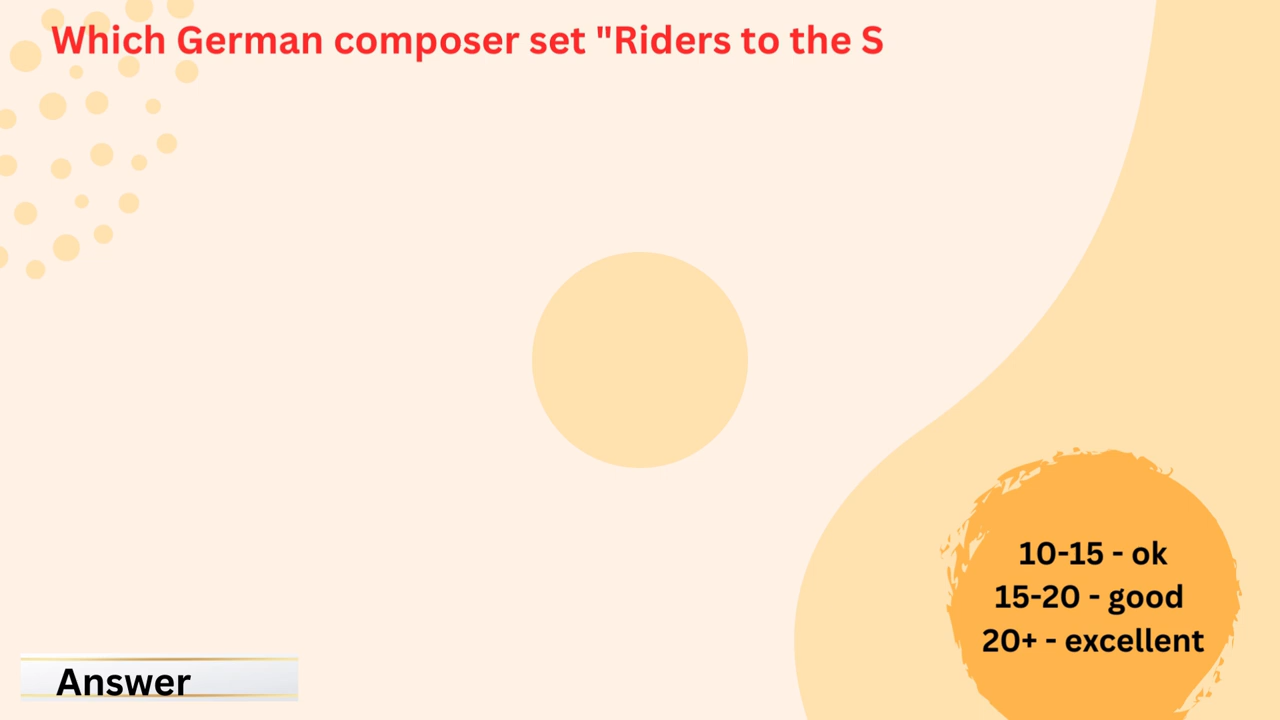 Which German composer set "Riders to the S
10-15 - ok
15-20 - good
20+ - excellent
Answer